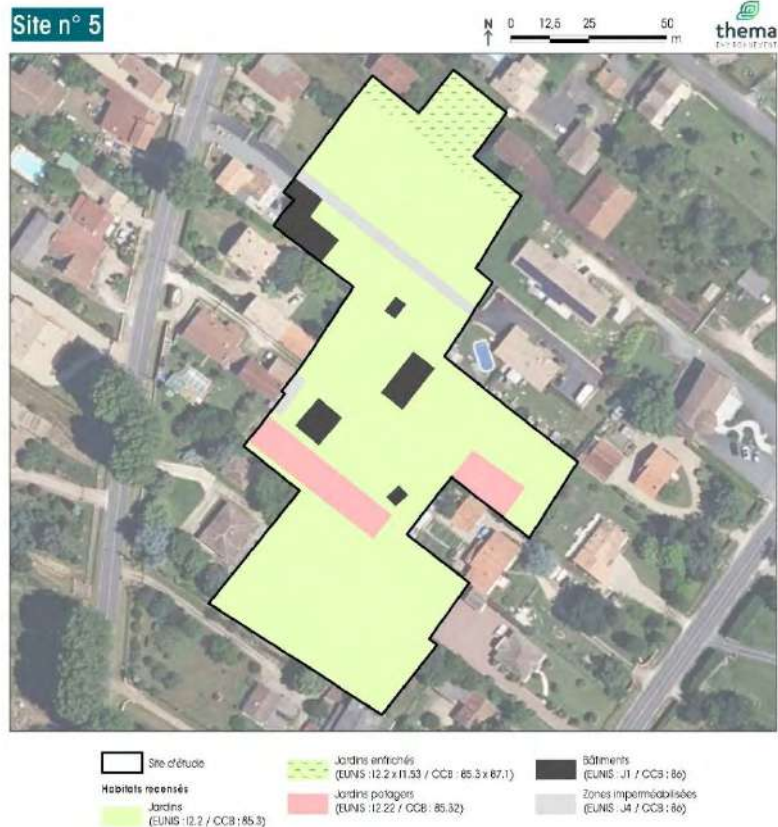 Site n° 5
N
0 12,5 25 50
m
thema
ENVIRONNEMENT
Site d'étude
Habitats recensés
Jardins
(EUNIS : I2.2 / CCB : 85.3)
Jardins enfrichés
(EUNIS : I2.2 x I1.53 / CCB : 85.3 x 87.1)
Jardins potagers
(EUNIS : I2.22 / CCB : 85.32)
Bâtiments
(EUNIS : J1 / CCB : 86)
Zones imperméabilisées
(EUNIS : J4 / CCB : 86)